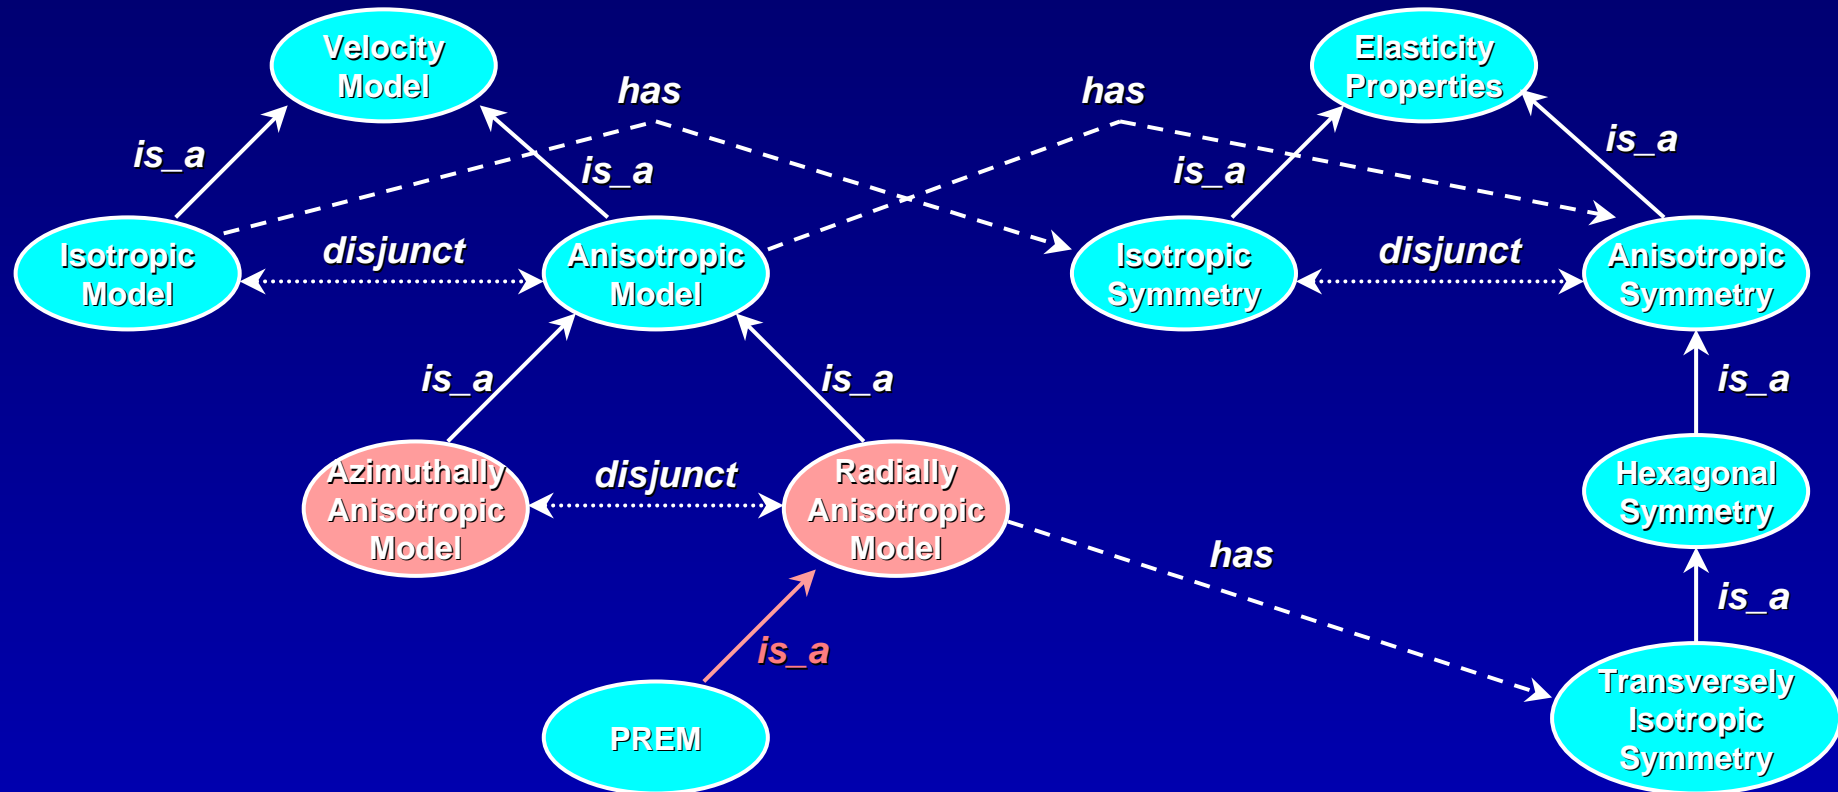 Velocity
Model
Elasticity
Properties
has
has
is_a
is_a
is_a
is_a
Isotropic
Model
disjunct
Anisotropic
Model
Isotropic
Symmetry
disjunct
Anisotropic
Symmetry
is_a
is_a
is_a
Azimuthally
Anisotropic
Model
disjunct
Radially
Anisotropic
Model
Hexagonal
Symmetry
has
is_a
is_a
PREM
Transversely
Isotropic
Symmetry